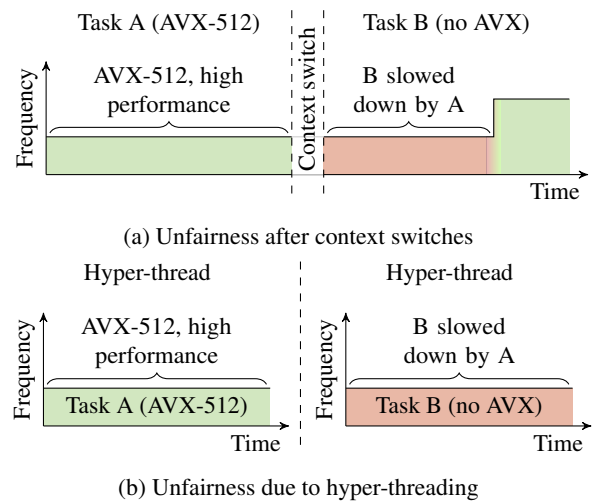 Task A (AVX-512)
Task B (no AVX)
Frequency
AVX-512, high
performance
Context switch
B slowed
down by A
Time
(a) Unfairness after context switches
Hyper-thread
Hyper-thread
Frequency
AVX-512, high
performance
Task A (AVX-512)
Time
Frequency
B slowed
down by A
Task B (no AVX)
Time
(b) Unfairness due to hyper-threading